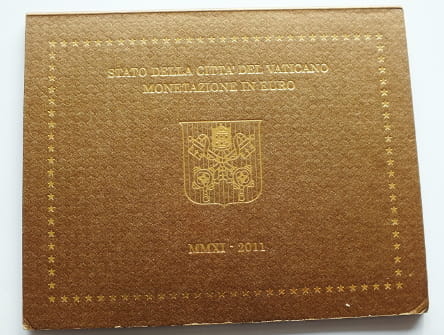 STATO DELLA CITTA' DEL VATICANO
MONETAZIONE IN EURO
MMXI - 2011